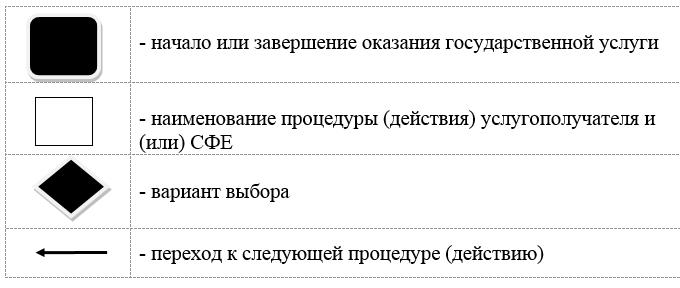 - начало или завершение оказания государственной услуги
- наименование процедуры (действия) услугополучателя и
(или) СФЕ
- вариант выбора
- переход к следующей процедуре (действию)